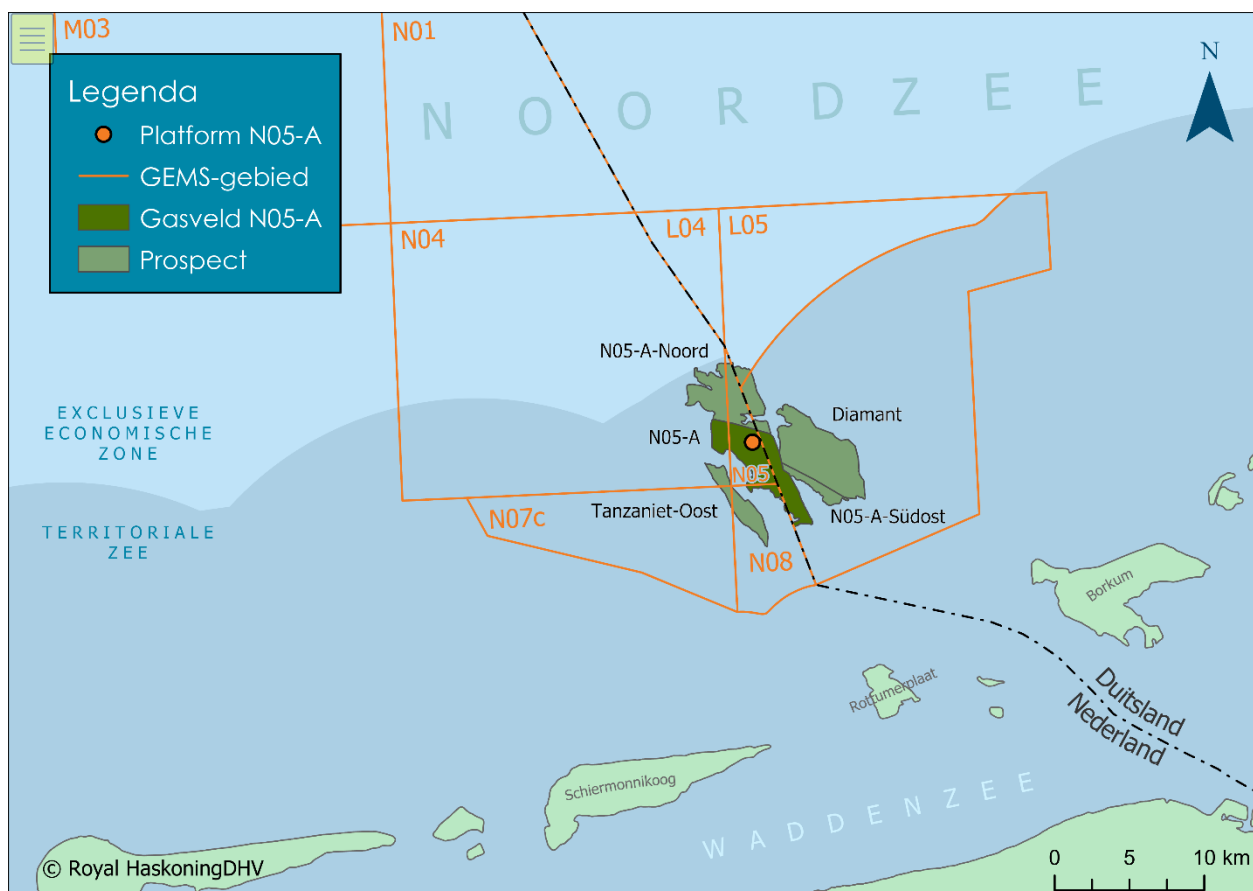 M03
N01
NOORDZEE
N
Legenda
Platform N05-A
GEMS-gebied
Gasveld N05-A
Prospect
N04
L04
L05
N05-A-Noord
EXCLUSIEVE
ECONOMISCHE
ZONE
Diamant
N05-A
N05
TERRITORIALE
ZEE
N07c
Tanzaniet-Oost
N05-A-Südost
N08
Borkum
Rottumerplaat
Duitsland
Nederland
Schiermonnikoog
WADDENZEE
© Royal HaskoningDHV
0 5 10 km